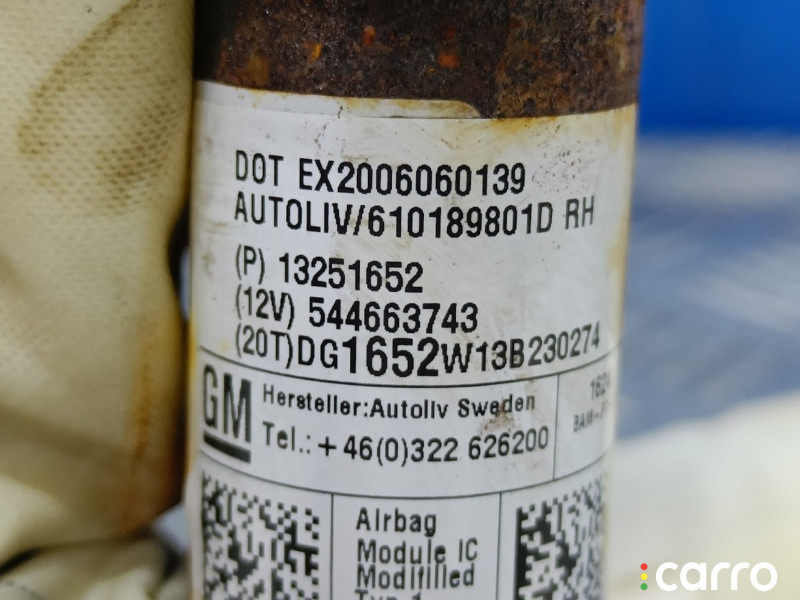 DOT EX2006060139
AUTOLIV/610189801D RH
(P) 13251652
(12V) 544663743
(20T)DG1652W13B230274
GM
Hersteller:Autoliv Sweden
Tel.: +46(0)322 626200
Airbag
Module IC
Modifilled
carro